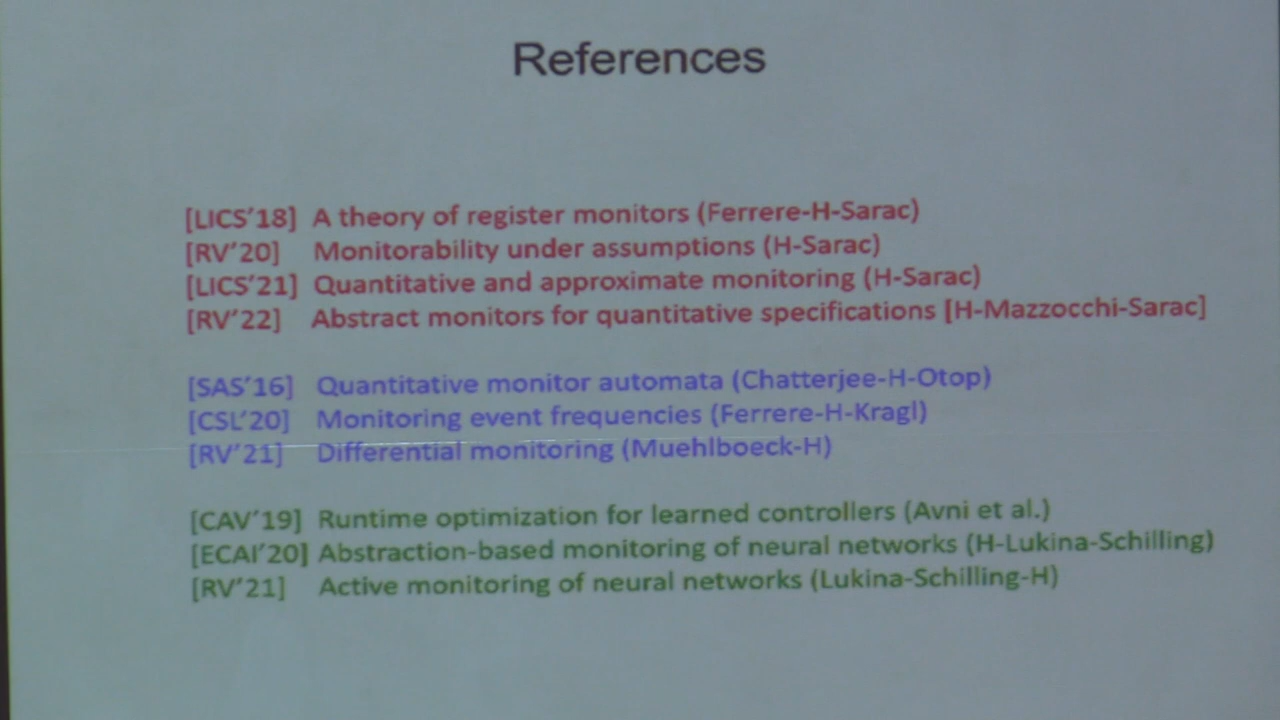 References
[LICS'18] A theory of register monitors (Ferrere-H-Sarac)
[RV'20] Monitorability under assumptions (H-Sarac)
[LICS'21] Quantitative and approximate monitoring (H-Sarac)
[RV'22] Abstract monitors for quantitative specifications [H-Mazzocchi-Sarac]
[SAS'16] Quantitative monitor automata (Chatterjee-H-Otop)
[CSL'20] Monitoring event frequencies (Ferrere-H-Kragl)
[RV'21] Differential monitoring (Muehlboeck-H)
[CAV'19] Runtime optimization for learned controllers (Avni et al.)
[ECAI'20] Abstraction-based monitoring of neural networks (H-Lukina-Schilling)
[RV'21] Active monitoring of neural networks (Lukina-Schilling-H)